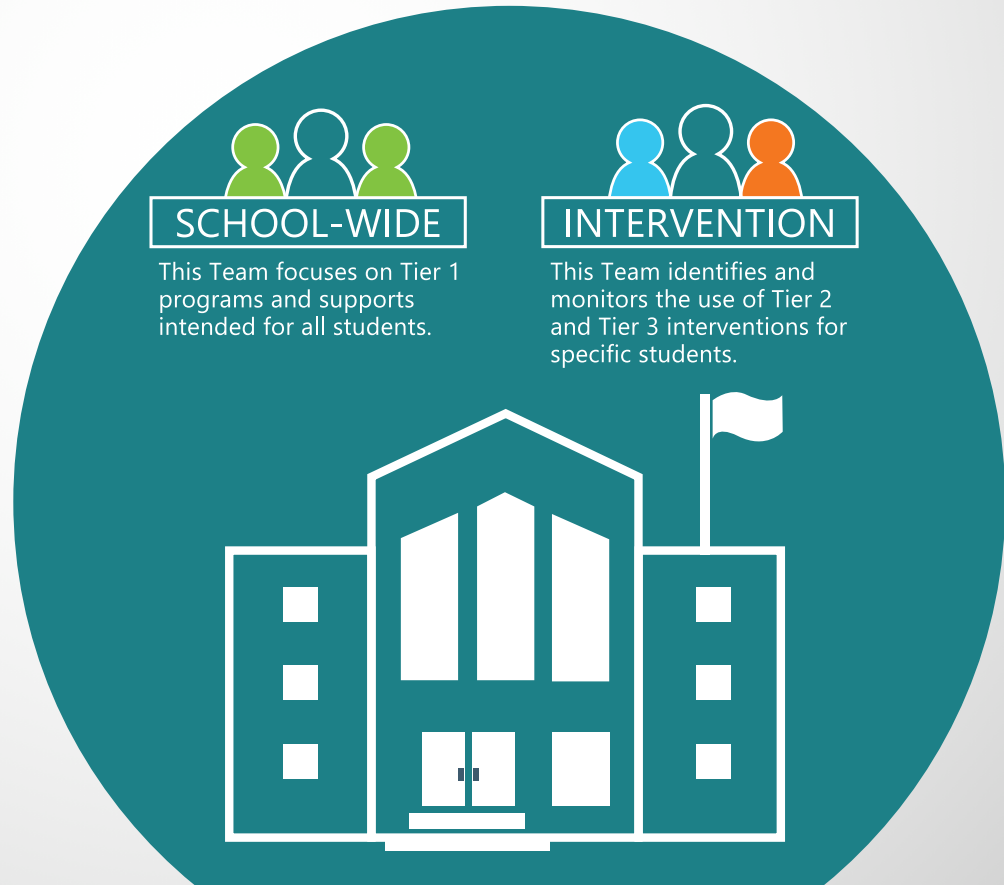 SCHOOL-WIDE
This Team focuses on Tier 1
programs and supports
intended for all students.
INTERVENTION
This Team identifies and
monitors the use of Tier 2
and Tier 3 interventions for
specific students.